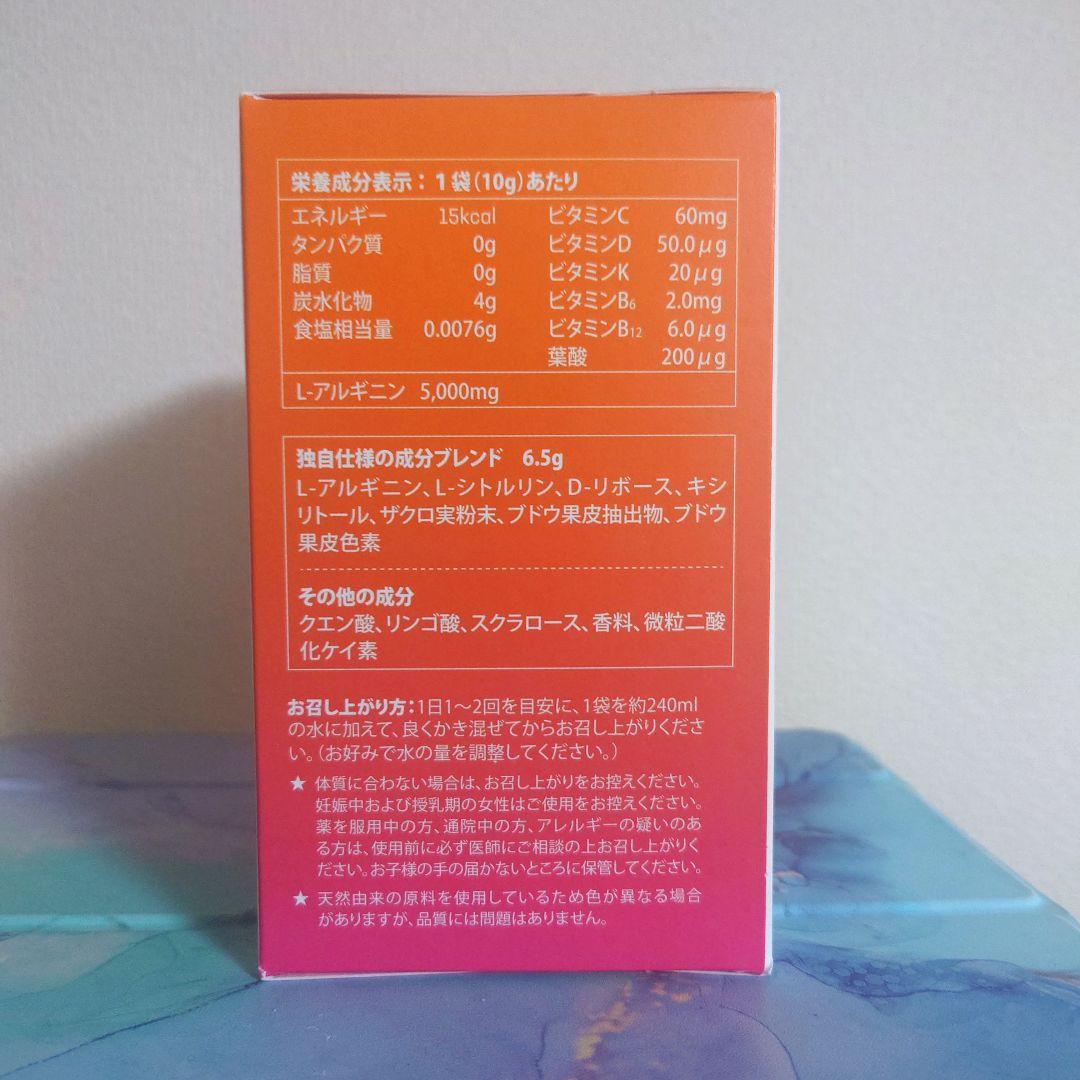 栄養成分表示：1袋(10g)あたり
エネルギー 15kcal ビタミンC 60mg
タンパク質 0g ビタミンD 50.0μg
脂質 0g ビタミンK 20μg
炭水化物 4g ビタミンB6 2.0mg
食塩相当量 0.0076g ビタミンB12 6.0μg
葉酸 200μg
L-アルギニン 5,000mg
独自仕様の成分ブレンド 6.5g
L-アルギニン、L-シトルリン、D-リボース、キシ
リトール、ザクロ実粉末、ブドウ果皮抽出物、ブドウ
果皮色素
その他の成分
クエン酸、リンゴ酸、スクラロース、香料、微粒二酸
化ケイ素
お召し上がり方：1日1～2回を目安に、1袋を約240ml
の水に加えて、良くかき混ぜてからお召し上がりくださ
い。（お好みで水の量を調整してください。）
★ 体質に合わない場合は、お召し上がりをお控えください。
妊娠中および授乳期の女性はご使用をお控えください。
薬を服用中の方、通院中の方、アレルギーの疑いのあ
る方は、使用前に必ず医師にご相談の上お召し上がりく
ださい。お子様の手の届かないところに保管してください。
★ 天然由来の原料を使用しているため色が異なる場合
がありますが、品質には問題はありません。